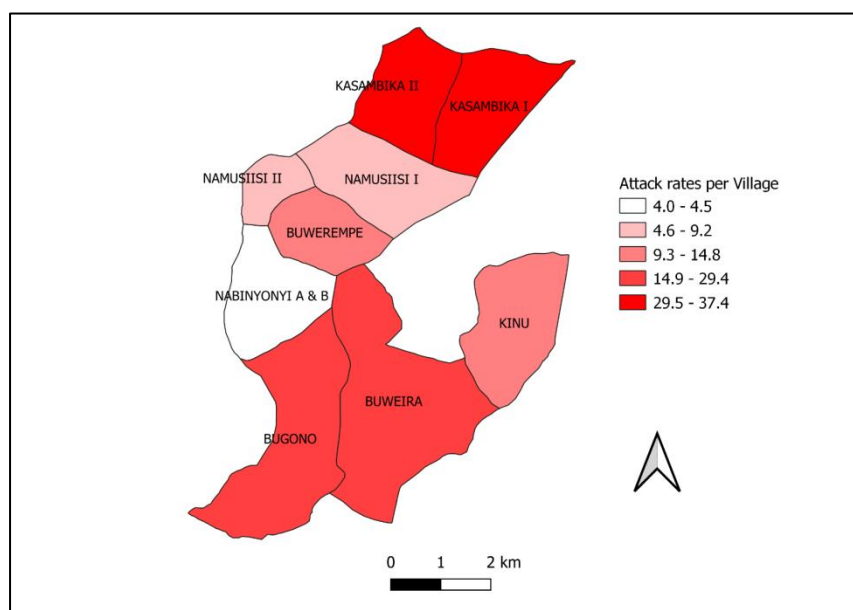 KASAMBIKA II
KASAMBIKA I
NAMUSIISI II
NAMUSIISI I
BUWEREMPE
NABINYONYI A & B
KINU
BUWEIRA
BUGONO
Attack rates per Village
4.0 - 4.5
4.6 - 9.2
9.3 - 14.8
14.9 - 29.4
29.5 - 37.4
0 1 2 km